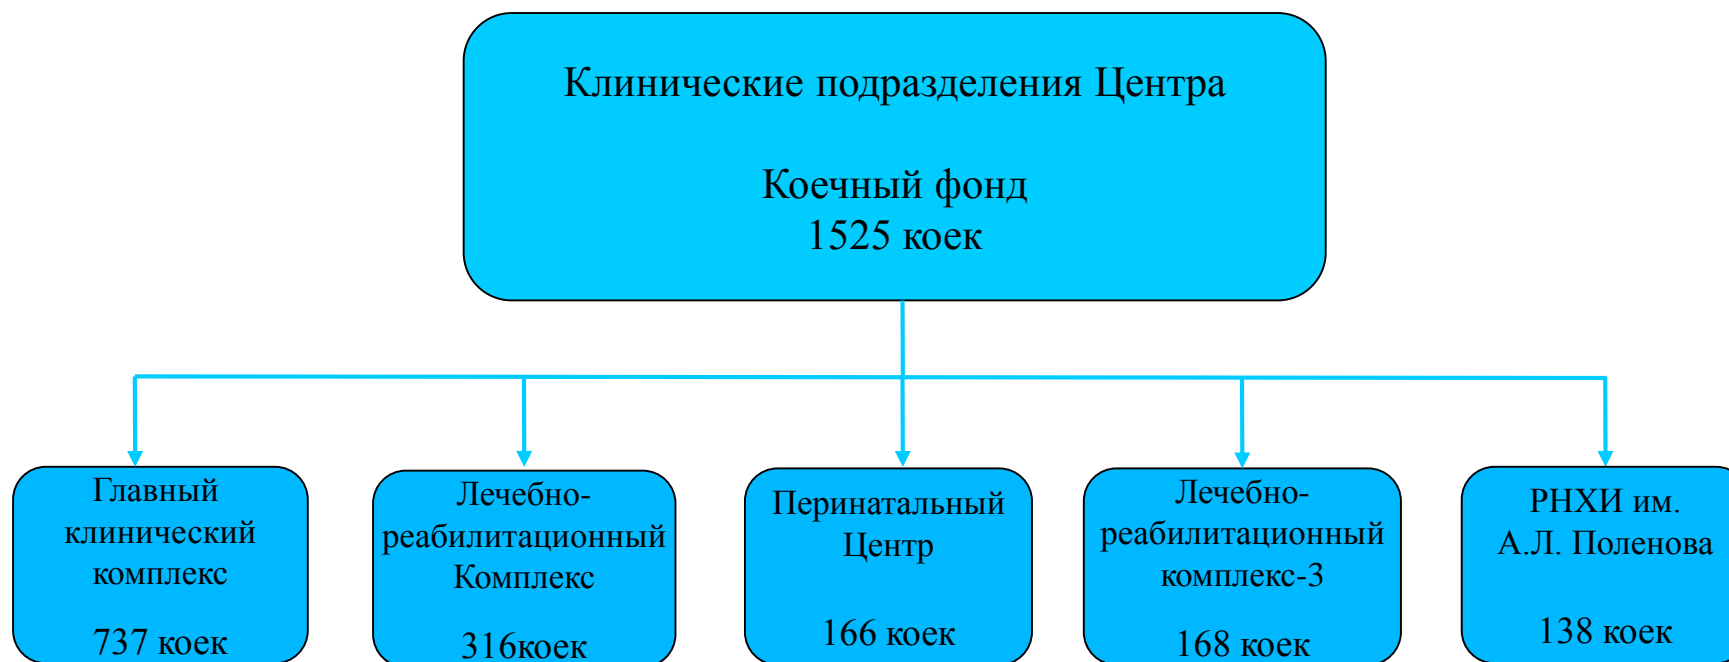 Клинические подразделения Центра
Коечный фонд
1525 коек
Главный
клинический
комплекс
737 коек
Лечебно-
реабилитационный
Комплекс
316коек
Перинатальный
Центр
166 коек
Лечебно-
реабилитационный
комплекс-3
168 коек
РНХИ им.
А.Л. Поленова
138 коек